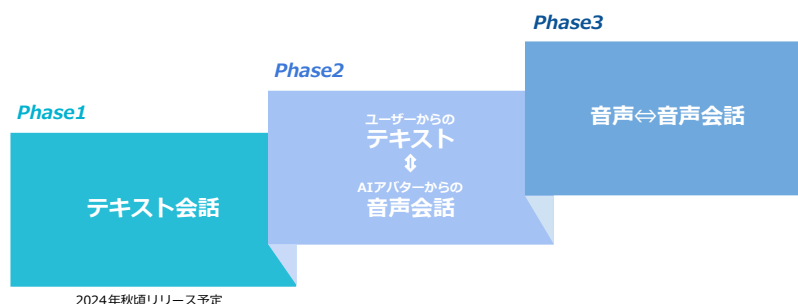 Phase1
テキスト会話
2024年秋頃リリース予定
Phase2
ユーザーからの
テキスト
⇕
AIアバターからの
音声会話
Phase3
音声⇔音声会話